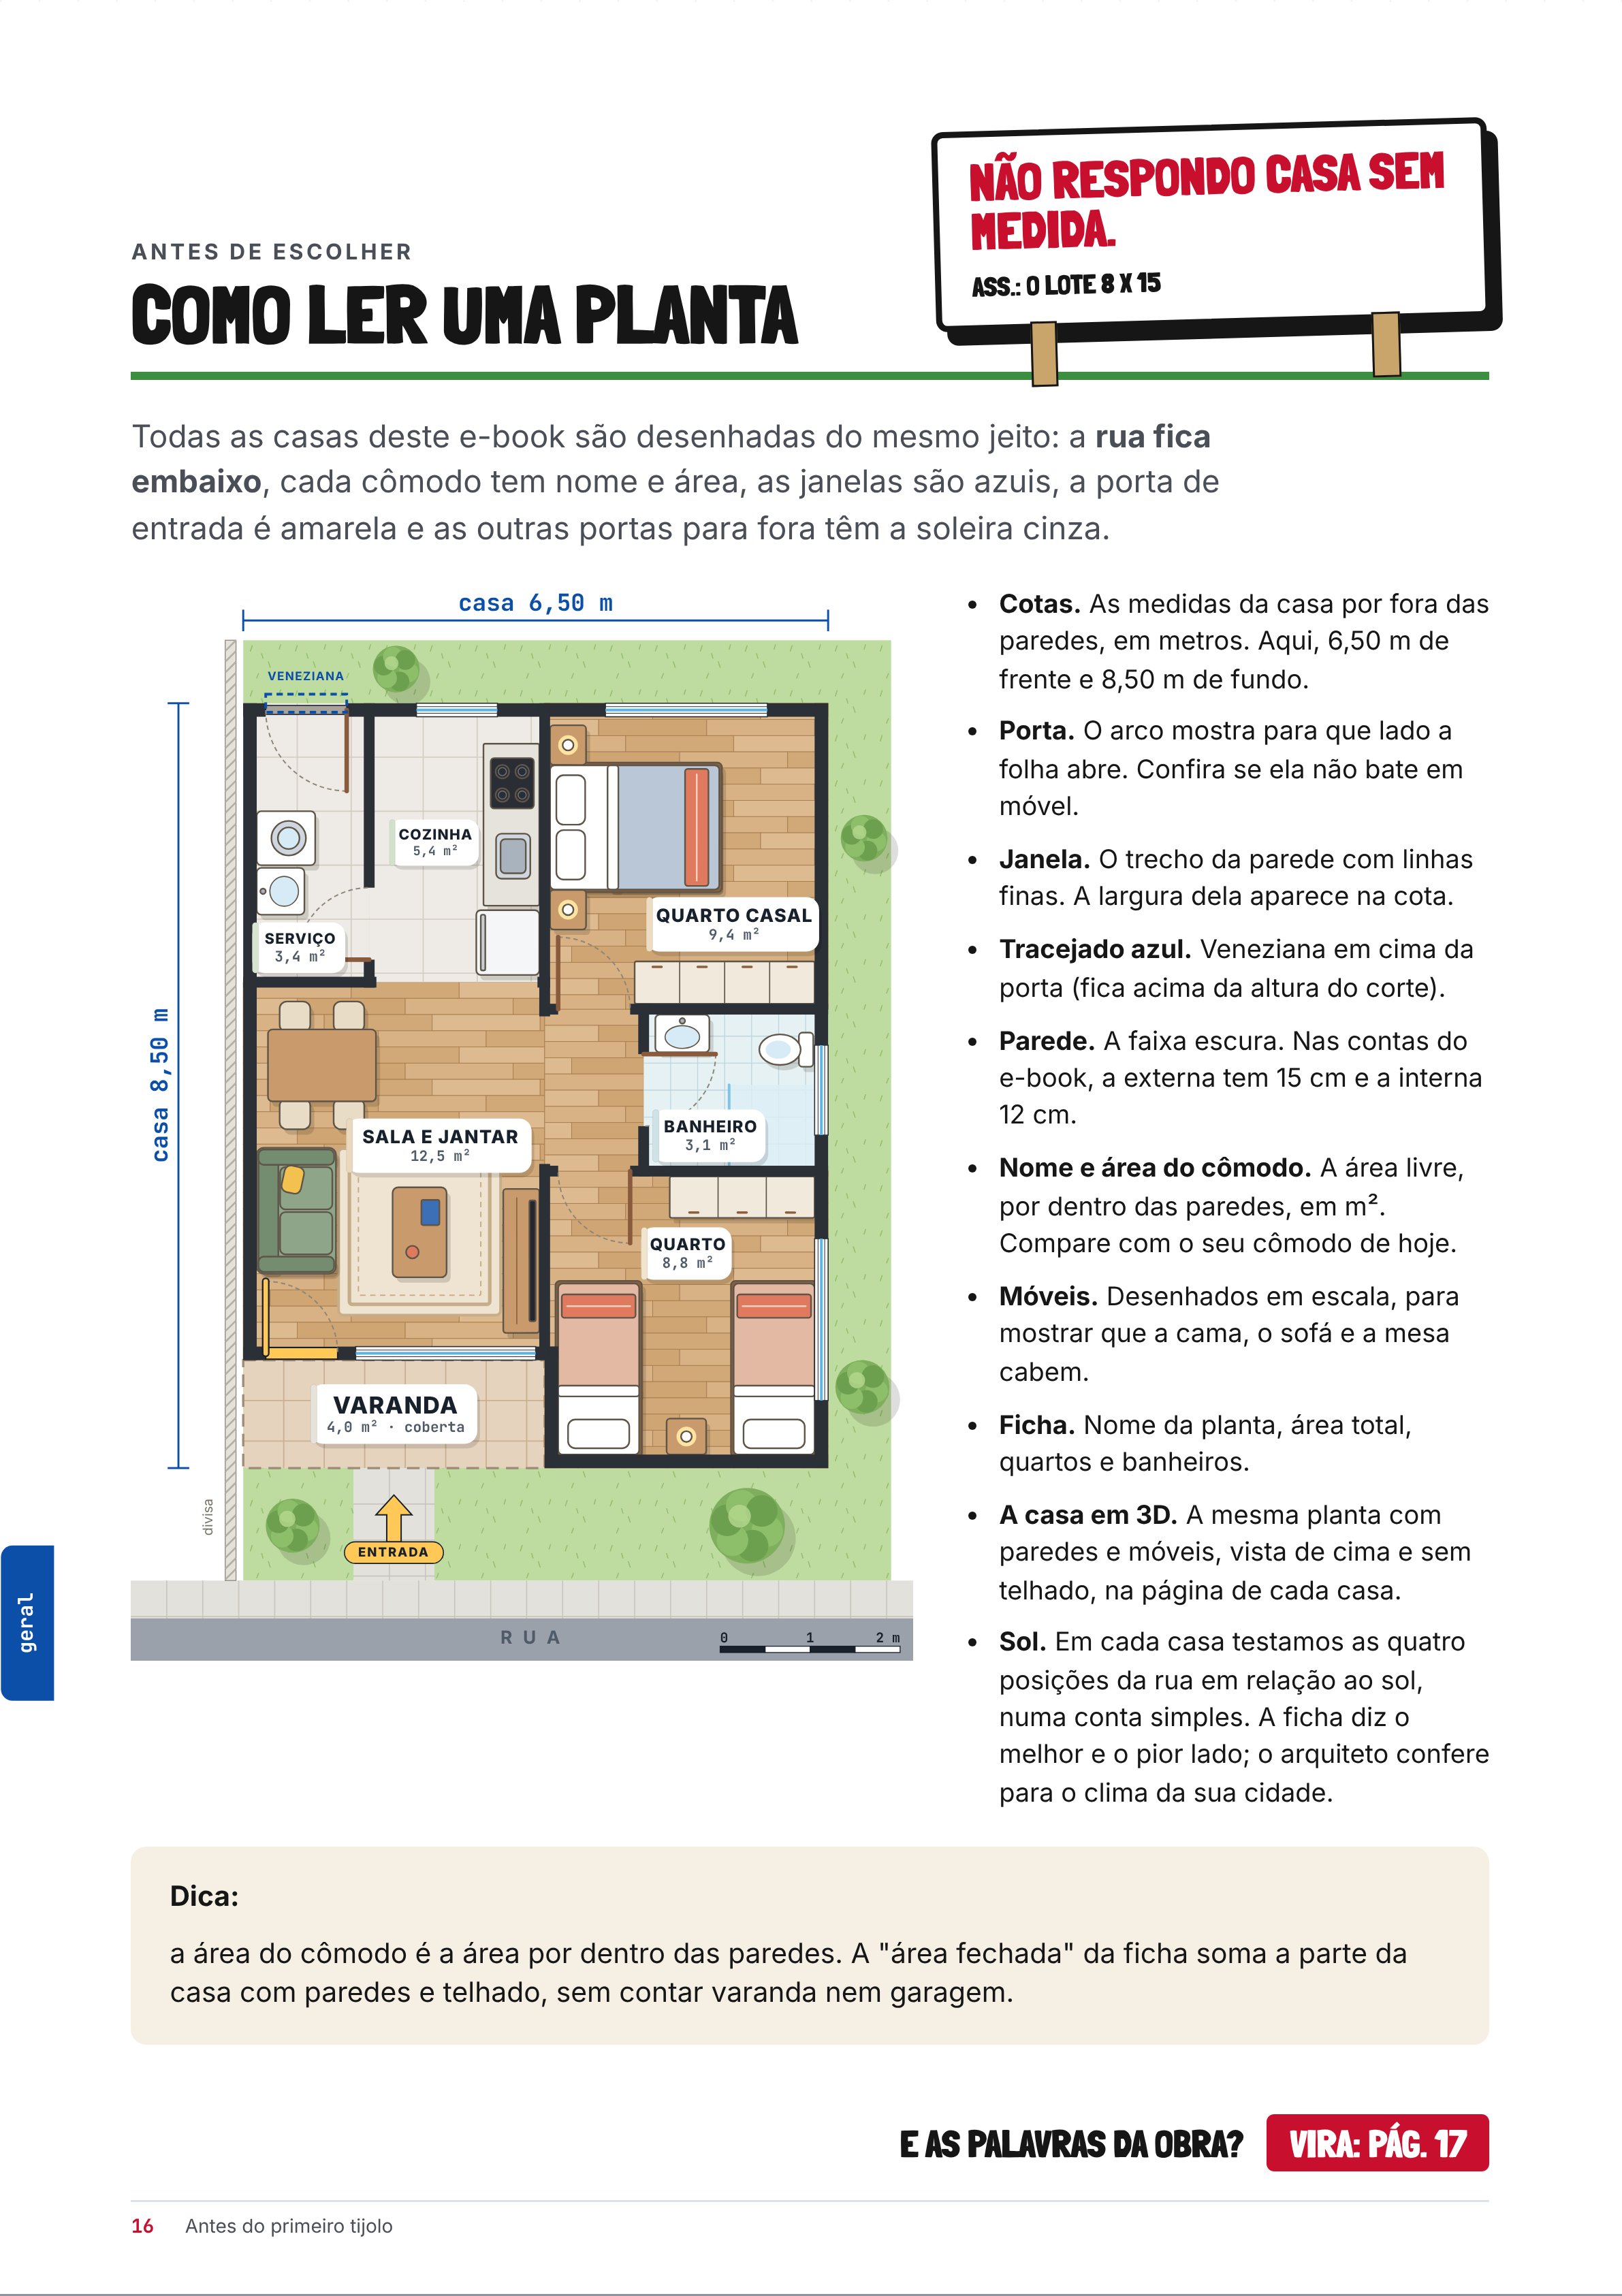 NÃO RESPONDO CASA SEM
MEDIDA.
ASS.: O LOTE 8 X 15
ANTES DE ESCOLHER
COMO LER UMA PLANTA
Todas as casas deste e-book são desenhadas do mesmo jeito: a rua fica
embaixo, cada cômodo tem nome e área, as janelas são azuis, a porta de
entrada é amarela e as outras portas para fora têm a soleira cinza.
casa 6,50 m
VENEZIANA
COZINHA
5,4 m²
QUARTO CASAL
9,4 m²
SERVIÇO
3,4 m²
casa 8,50 m
SALA E JANTAR
12,5 m²
BANHEIRO
3,1 m²
QUARTO
8,8 m²
VARANDA
4,0 m² · coberta
divisa
ENTRADA
RUA
0 1 2 m
• Cotas. As medidas da casa por fora das
paredes, em metros. Aqui, 6,50 m de
frente e 8,50 m de fundo.
• Porta. O arco mostra para que lado a
folha abre. Confira se ela não bate em
móvel.
• Janela. O trecho da parede com linhas
finas. A largura dela aparece na cota.
• Tracejado azul. Veneziana em cima da
porta (fica acima da altura do corte).
• Parede. A faixa escura. Nas contas do
e-book, a externa tem 15 cm e a interna
12 cm.
• Nome e área do cômodo. A área livre,
por dentro das paredes, em m².
Compare com o seu cômodo de hoje.
• Móveis. Desenhados em escala, para
mostrar que a cama, o sofá e a mesa
cabem.
• Ficha. Nome da planta, área total,
quartos e banheiros.
• A casa em 3D. A mesma planta com
paredes e móveis, vista de cima e sem
telhado, na página de cada casa.
• Sol. Em cada casa testamos as quatro
posições da rua em relação ao sol,
numa conta simples. A ficha diz o
melhor e o pior lado; o arquiteto confere
para o clima da sua cidade.
geral
Dica:
a área do cômodo é a área por dentro das paredes. A "área fechada" da ficha soma a parte da
casa com paredes e telhado, sem contar varanda nem garagem.
E AS PALAVRAS DA OBRA? VIRA: PÁG. 17
16 Antes do primeiro tijolo